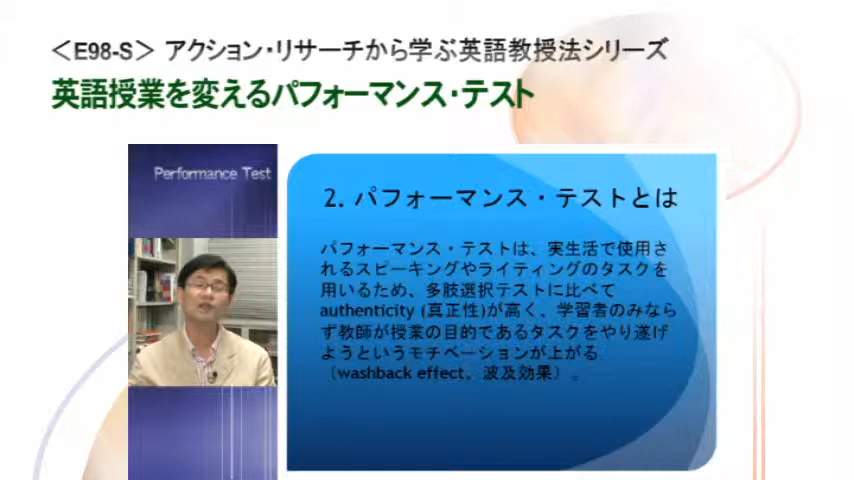 ＜E98-S＞ アクション・リサーチから学ぶ英語教授法シリーズ
英語授業を変えるパフォーマンス・テスト
Performance Test
2. パフォーマンス・テストとは
パフォーマンス・テストは、実生活で使用さ
れるスピーキングやライティングのタスクを
用いるため、多肢選択テストに比べて
authenticity (真正性)が高く、学習者のみなら
ず教師が授業の目的であるタスクをやり遂げ
ようというモチベーションが上がる
（washback effect、波及効果）。